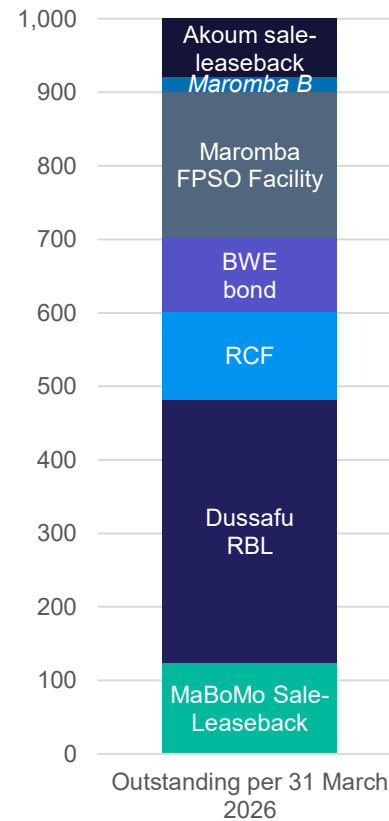 1,000
900
800
700
600
500
400
300
200
100
0
Akoum sale-
leaseback
Maromba B
Maromba
FPSO Facility
BWE
bond
RCF
Dussafu
RBL
MaBoMo Sale-
Leaseback
Outstanding per 31 March
2026